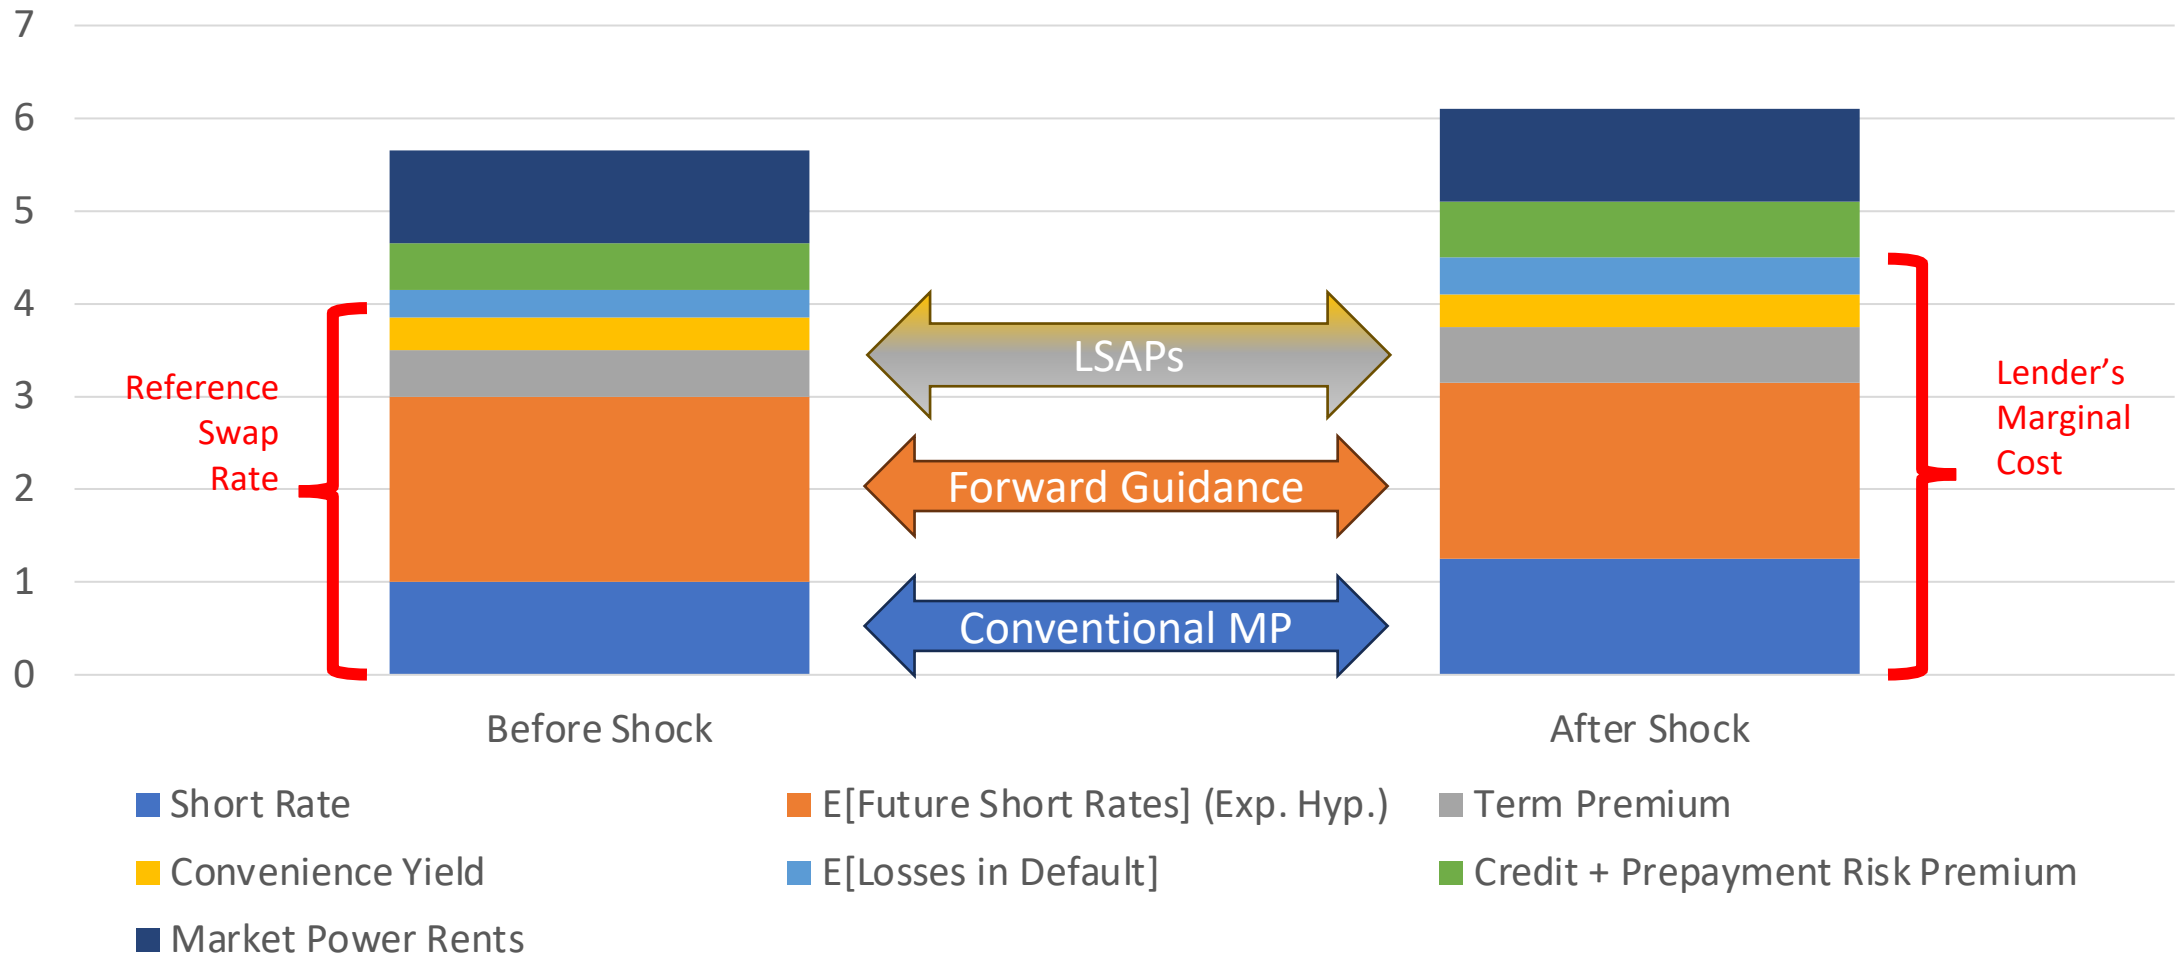 7
6
5
4
3
2
1
0
Reference
Swap
Rate
LSAPs
Forward Guidance
Conventional MP
Lender’s
Marginal
Cost
Before Shock
After Shock
Short Rate
E[Future Short Rates] (Exp. Hyp.)
Term Premium
Convenience Yield
E[Losses in Default]
Credit + Prepayment Risk Premium
Market Power Rents